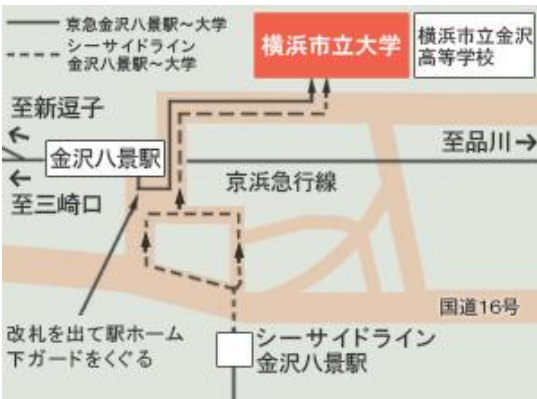 京急金沢八景駅～大学
シーサイドライン
金沢八景駅～大学
横浜市立大学
横浜市立金沢
高等学校
至新逗子
金沢八景駅
至品川
至三崎口
京浜急行線
国道16号
改札を出て駅ホーム
下ガードをくぐる
シーサイドライン
金沢八景駅